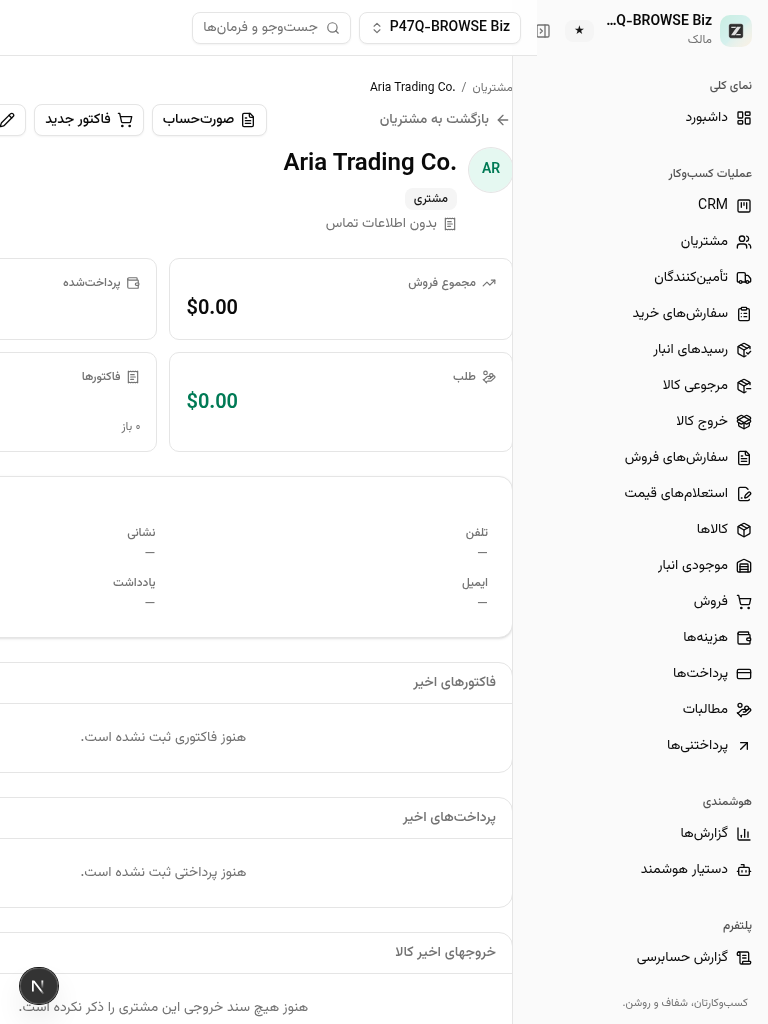 ...Q-BROWSE Biz
مالک
★
P47Q-BROWSE Biz
جست‌وجو و فرمان‌ها
نمای کلی
داشبورد
عملیات کسب‌وکار
CRM
مشتریان
تأمین‌کنندگان
سفارش‌های خرید
رسیدهای انبار
مرجوعی کالا
خروج کالا
سفارش‌های فروش
استعلام‌های قیمت
کالاها
موجودی انبار
فروش
هزینه‌ها
پرداخت‌ها
مطالبات
پرداختنی‌ها
هوشمندی
گزارش‌ها
دستیار هوشمند
پلتفرم
گزارش حسابرسی
کسب‌وکارتان، شفاف و روشن.
مشتریان / Aria Trading Co.
بازگشت به مشتریان
صورت‌حساب
فاکتور جدید
AR
Aria Trading Co.
مشتری
بدون اطلاعات تماس
مجموع فروش
$0.00
پرداخت‌شده
طلب
$0.00
فاکتورها
۰ باز
تلفن
—
نشانی
—
ایمیل
—
یادداشت
—
فاکتورهای اخیر
هنوز فاکتوری ثبت نشده است.
پرداخت‌های اخیر
هنوز پرداختی ثبت نشده است.
خروجهای اخیر کالا
هنوز هیچ سند خروجی این مشتری را ذکر نکرده است.
N